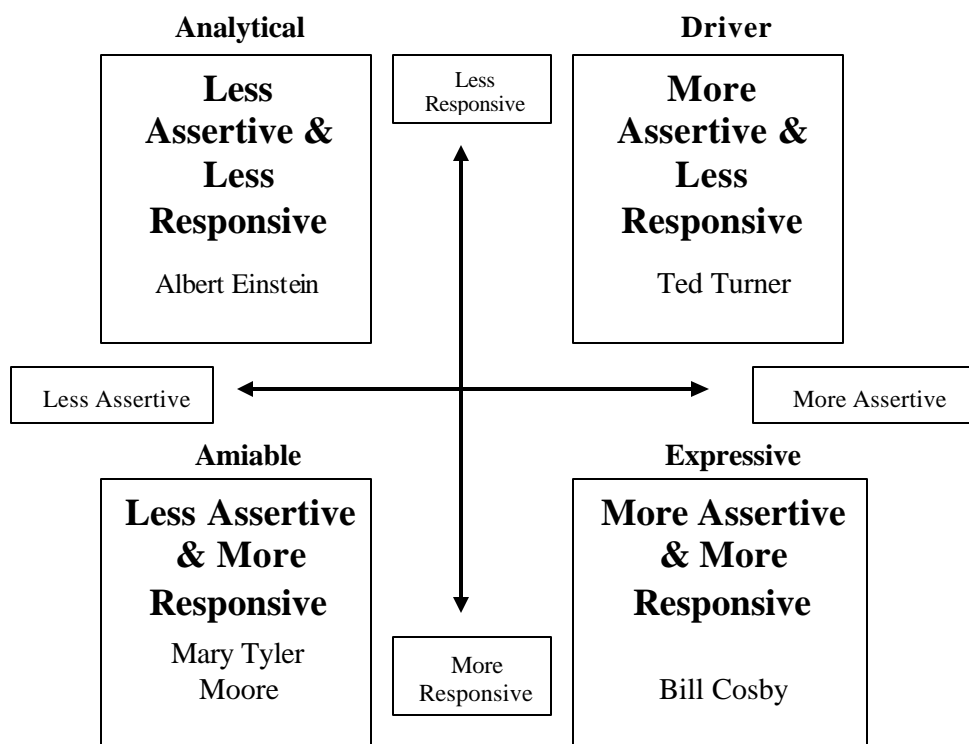 Analytical
Less
Assertive &
Less
Responsive
Albert Einstein
Less
Responsive
Driver
More
Assertive &
Less
Responsive
Ted Turner
Less Assertive
More Assertive
Amiable
Less Assertive
& More
Responsive
Mary Tyler
Moore
More
Responsive
Expressive
More Assertive
& More
Responsive
Bill Cosby